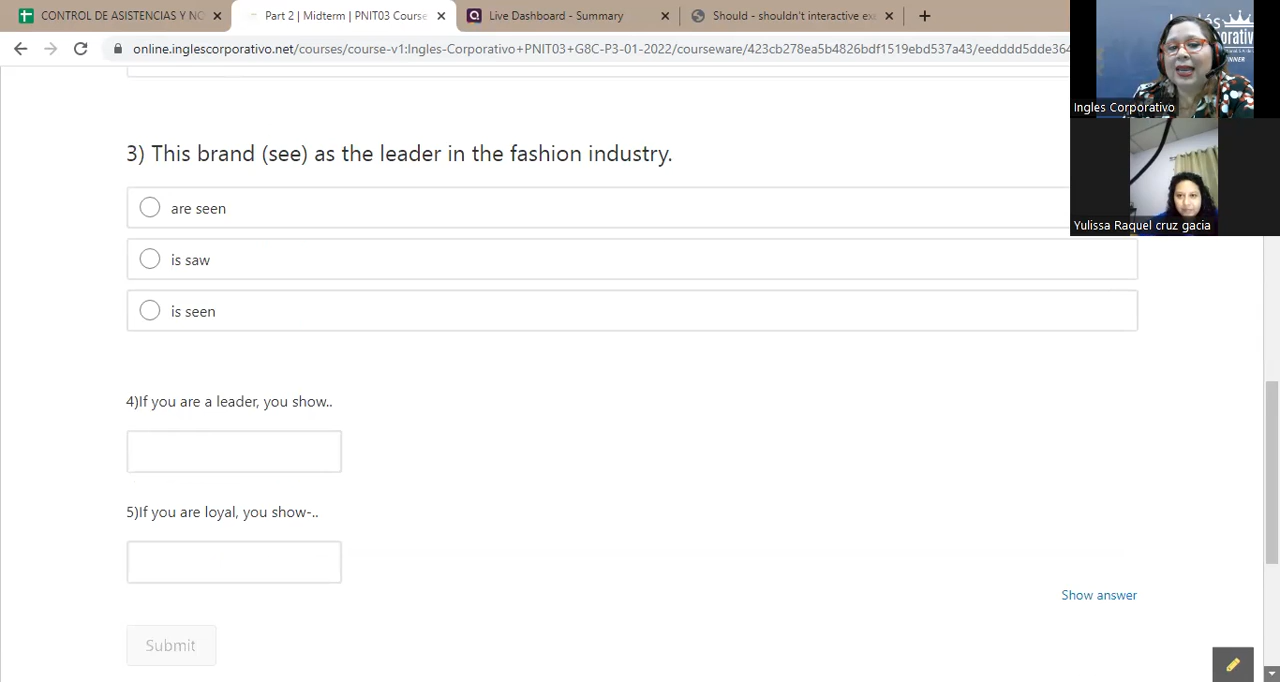 CONTROL DE ASISTENCIAS Y NO
Part 2 | Midterm | PNIT03 Course
Live Dashboard - Summary
Should - shouldn't interactive exe
online.inglescorporativo.net/courses/course-v1:Ingles-Corporativo+PNIT03+G8C-P3-01-2022/courseware/423cb278ea5b4826bdf1519ebd537a43/eedddd5dde364
Ingles Corporativo
Yulissa Raquel cruz gacia
3) This brand (see) as the leader in the fashion industry.
are seen
is saw
is seen
4)If you are a leader, you show..
5)If you are loyal, you show-..
Show answer
Submit